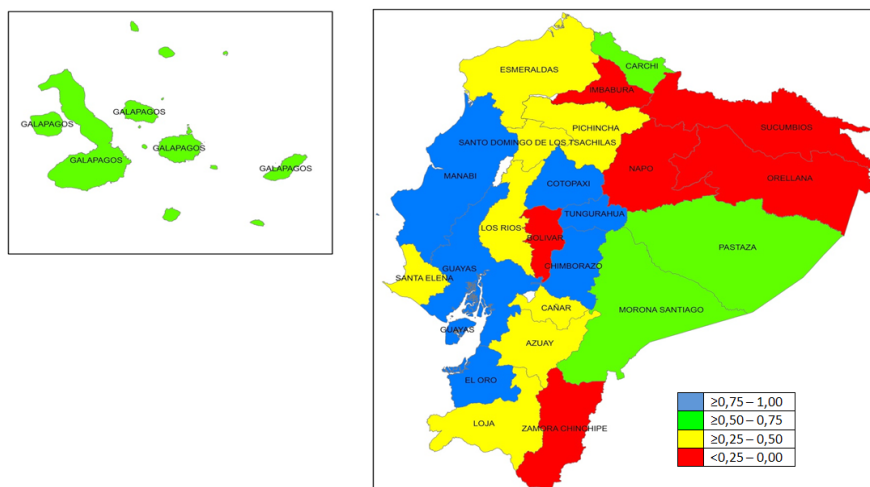 GALAPAGOS
GALAPAGOS
GALAPAGOS
GALAPAGOS
GALAPAGOS
ESMERALDAS
CARCHI
IMBABURA
SUCUMBIOS
PICHINCHA
SANTO DOMINGO DE LOS TSACHILAS
NAPO
ORELLANA
MANABI
COTOPAXI
TUNGURAHUA
LOS RIOS
BOLIVAR
PASTAZA
GUAYAS
CHIMBORAZO
SANTA ELENA
CAÑAR
MORONA SANTIAGO
GUAYAS
AZUAY
EL ORO
LOJA
ZAMORA CHINCHIPE
≥0,75 – 1,00
≥0,50 – 0,75
≥0,25 – 0,50
<0,25 – 0,00